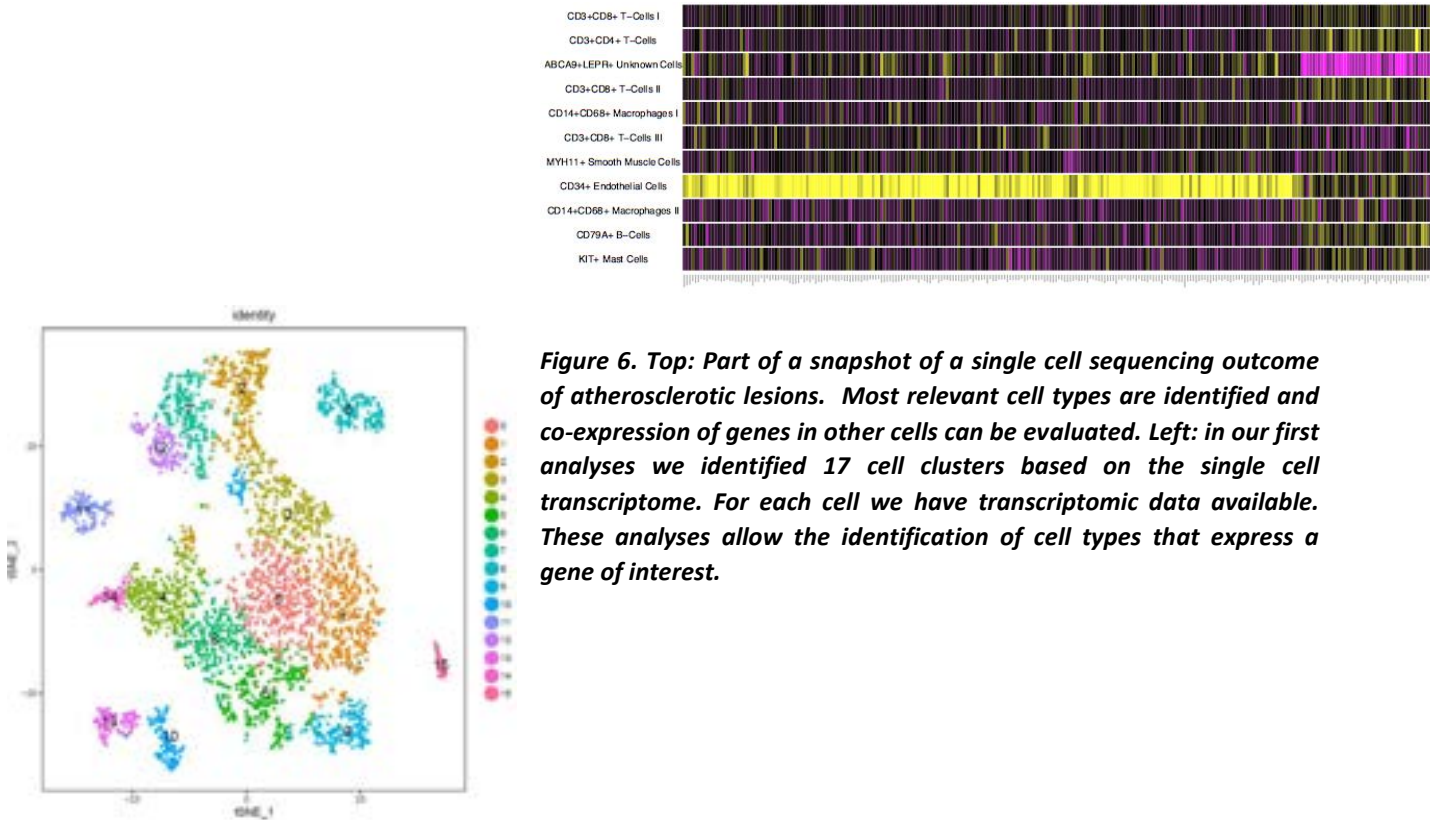 CD3+CD8+ T-Cells I
CD3+CD4+ T-Cells
ABCA9+LEPR+ Unknown Cells
CD3+CD8+ T-Cells II
CD14+CD68+ Macrophages I
CD3+CD8+ T-Cells III
MYH11+ Smooth Muscle Cells
CD34+ Endothelial Cells
CD14+CD68+ Macrophages II
CD79A+ B-Cells
KIT+ Mast Cells
identity
tSNE_1
10
15
Figure 6. Top: Part of a snapshot of a single cell sequencing outcome
of atherosclerotic lesions. Most relevant cell types are identified and
co-expression of genes in other cells can be evaluated. Left: in our first
analyses we identified 17 cell clusters based on the single cell
transcriptome. For each cell we have transcriptomic data available.
These analyses allow the identification of cell types that express a
gene of interest.